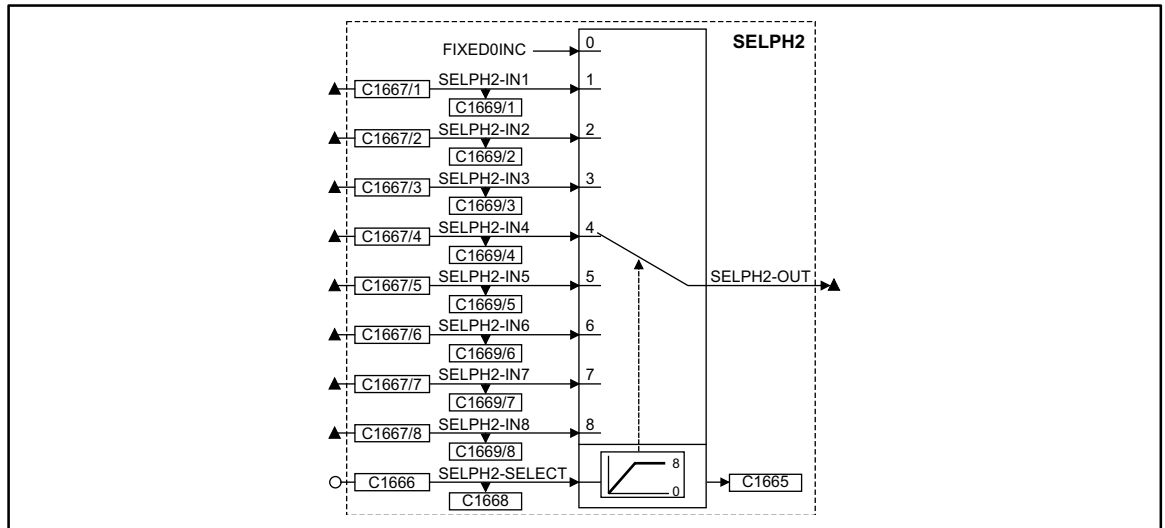 SELPH2
FIXED0INC
0
C1667/1
SELPH2-IN1
1
C1669/1
C1667/2
SELPH2-IN2
2
C1669/2
C1667/3
SELPH2-IN3
3
C1669/3
C1667/4
SELPH2-IN4
4
C1669/4
C1667/5
SELPH2-IN5
5
SELPH2-OUT
C1669/5
C1667/6
SELPH2-IN6
6
C1669/6
C1667/7
SELPH2-IN7
7
C1669/7
C1667/8
SELPH2-IN8
8
C1669/8
C1666
SELPH2-SELECT
8
0
C1665
C1668